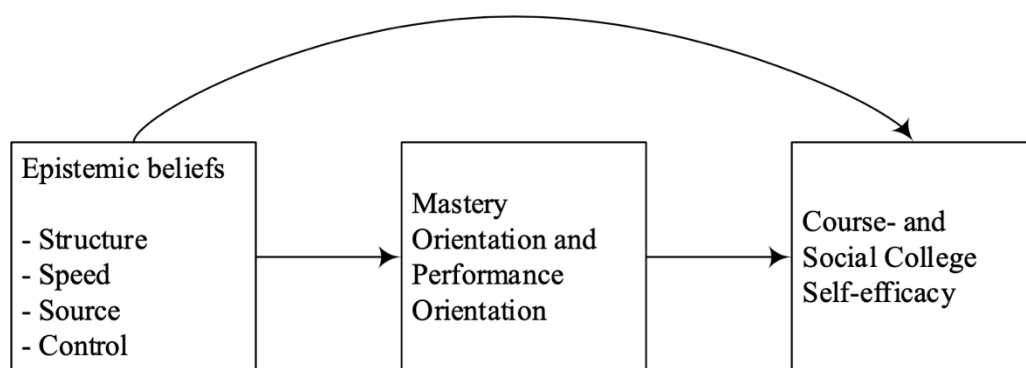 Epistemic beliefs
- Structure
- Speed
- Source
- Control
Mastery
Orientation and
Performance
Orientation
Course- and
Social College
Self-efficacy